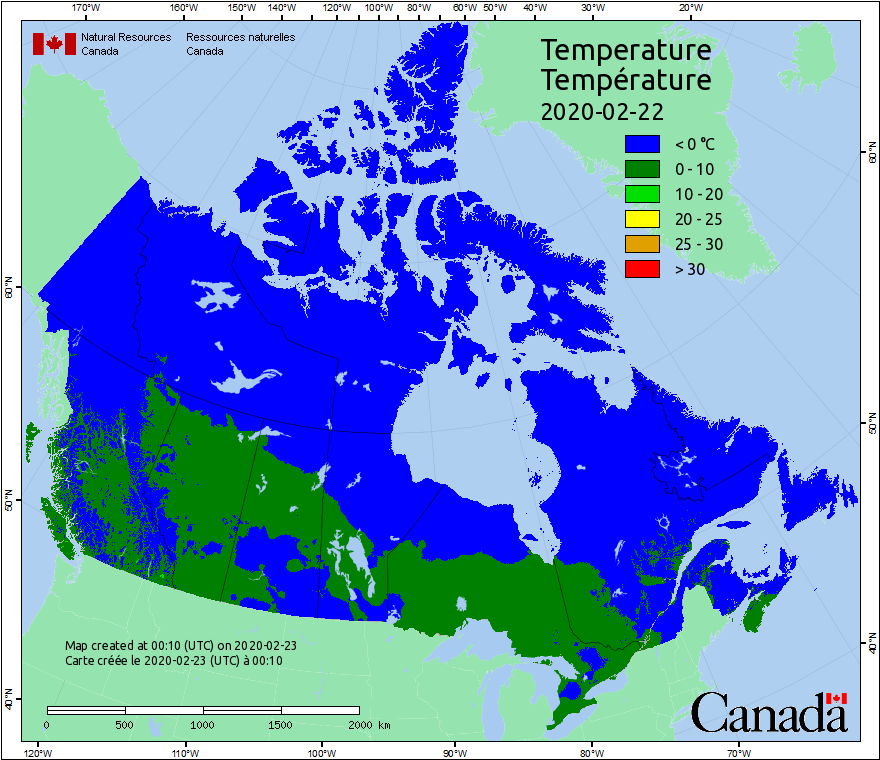 170°W 160°W 150°W 140°W 130°W 120°W 110°W 100°W 90°W 80°W 60°W 50°W 40°W 30°W 20°W
Natural Resources Ressources naturelles
Canada Canada
Temperature
Température
2020-02-22
< 0 °C
0 - 10
10 - 20
20 - 25
25 - 30
> 30
60°N
60°N
50°N
50°N
40°N
40°N
Map created at 00:10 (UTC) on 2020-02-23
Carte créée le 2020-02-23 (UTC) à 00:10
0 500 1000 1500 2000 km
Canada
120°W 110°W 100°W 90°W 80°W 70°W